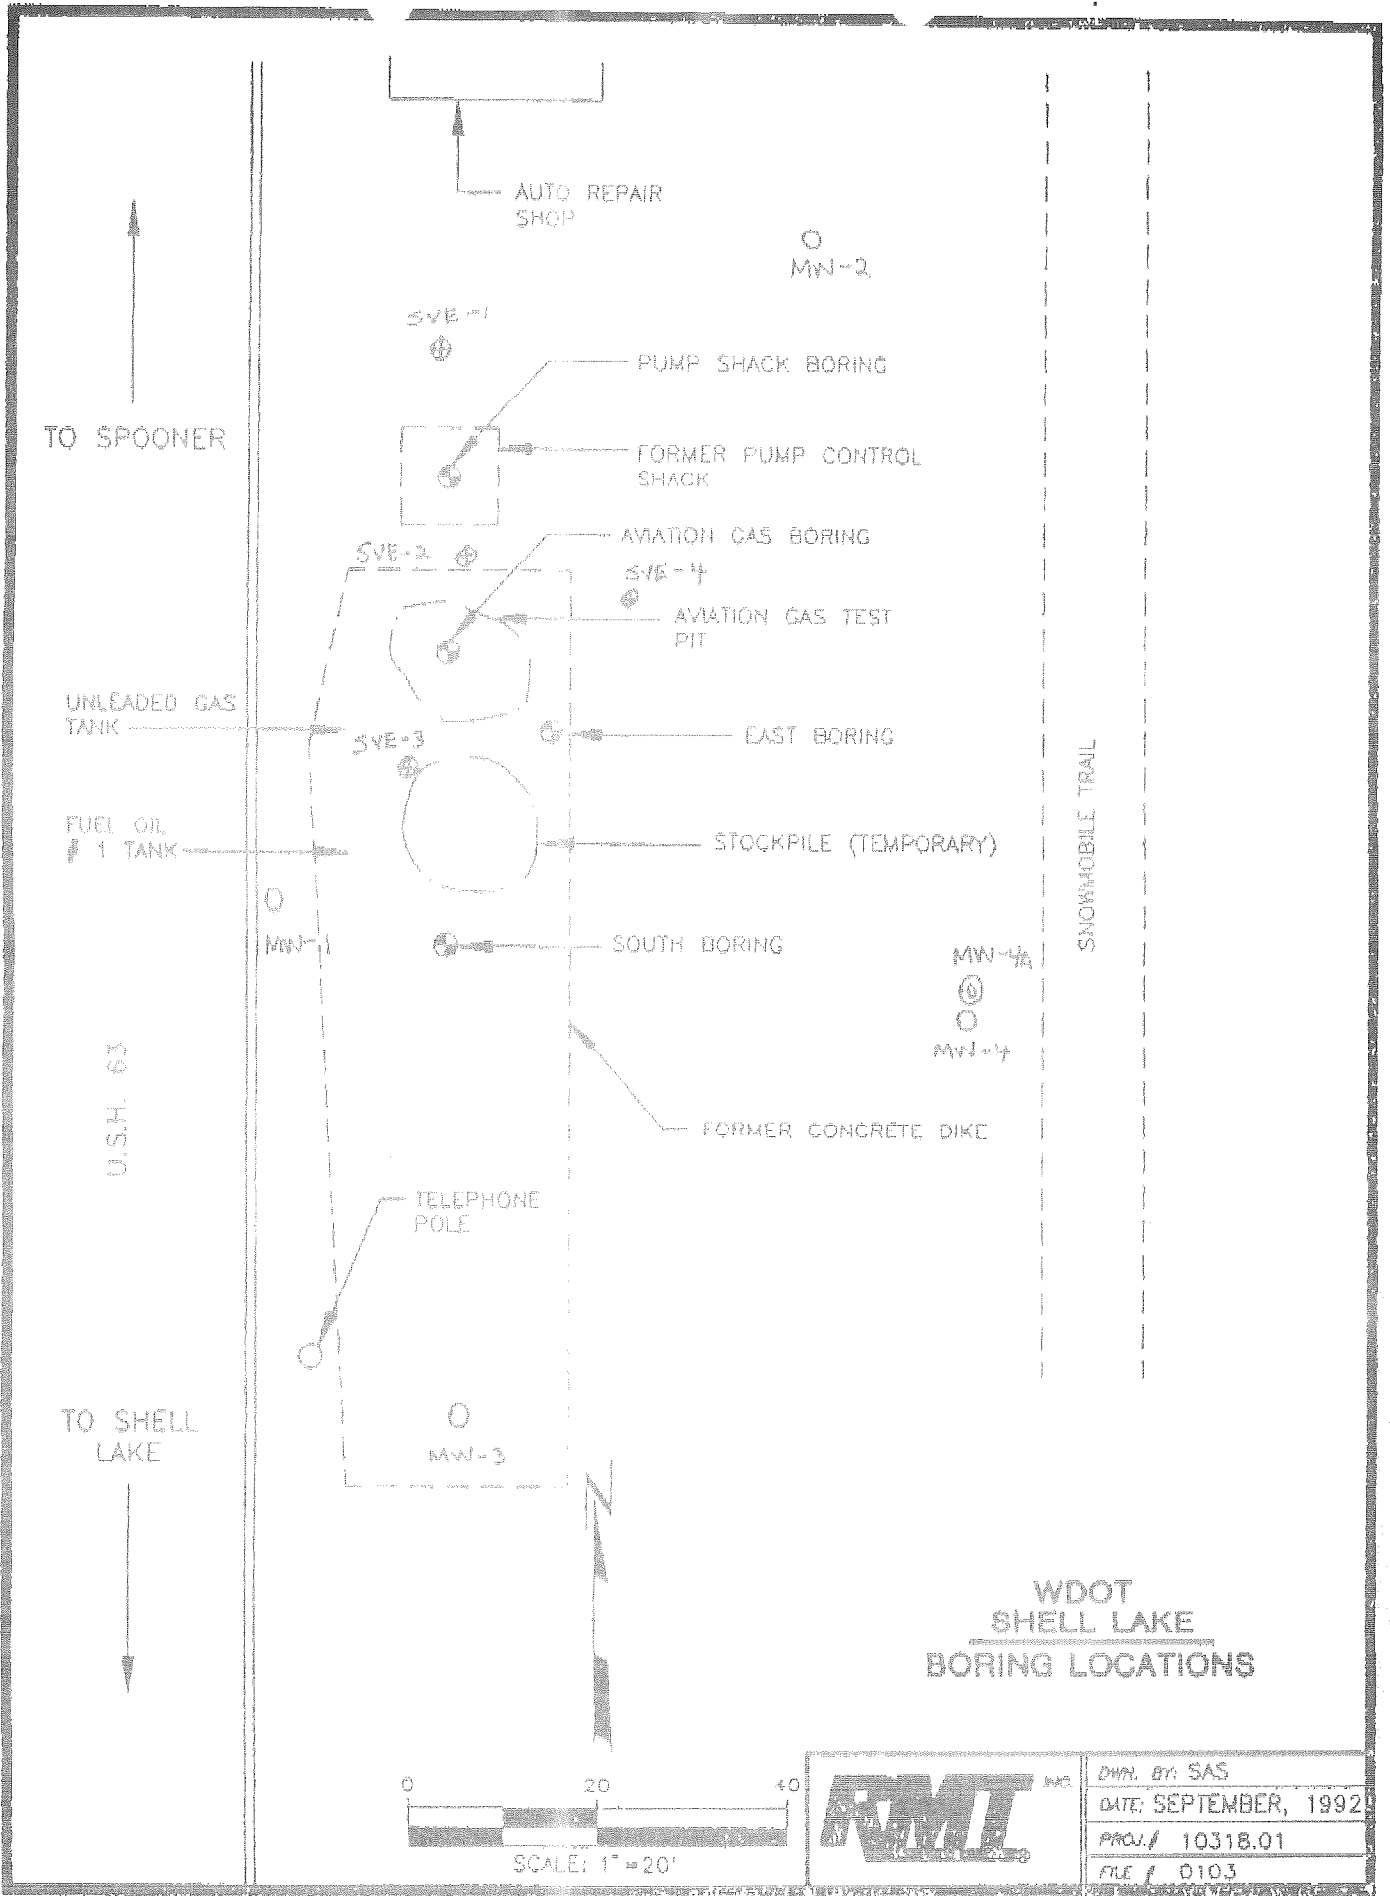 AUTO REPAIR
SHOP
MW-2
SVE-1
PUMP SHACK BORING
TO SPOONER
FORMER PUMP CONTROL
SHACK
AVIATION GAS BORING
SVE-2
SVE-4
AVIATION GAS TEST
PIT
UNLEADED GAS
TANK
SVE-3
EAST BORING
SNOWMOBILE TRAIL
FUEL OIL
# 1 TANK
STOCKPILE (TEMPORARY)
MW-1
SOUTH BORING
MW-4A
MW-4
U.S.H. 63
FORMER CONCRETE DIKE
TELEPHONE
POLE
TO SHELL
LAKE
MW-3
N
WDOT
SHELL LAKE
BORING LOCATIONS
0 20 40
SCALE: 1" = 20'
RMT INC.
DWN. BY: SAS
DATE: SEPTEMBER, 1992
PROJ.# 10318.01
FILE # 0103